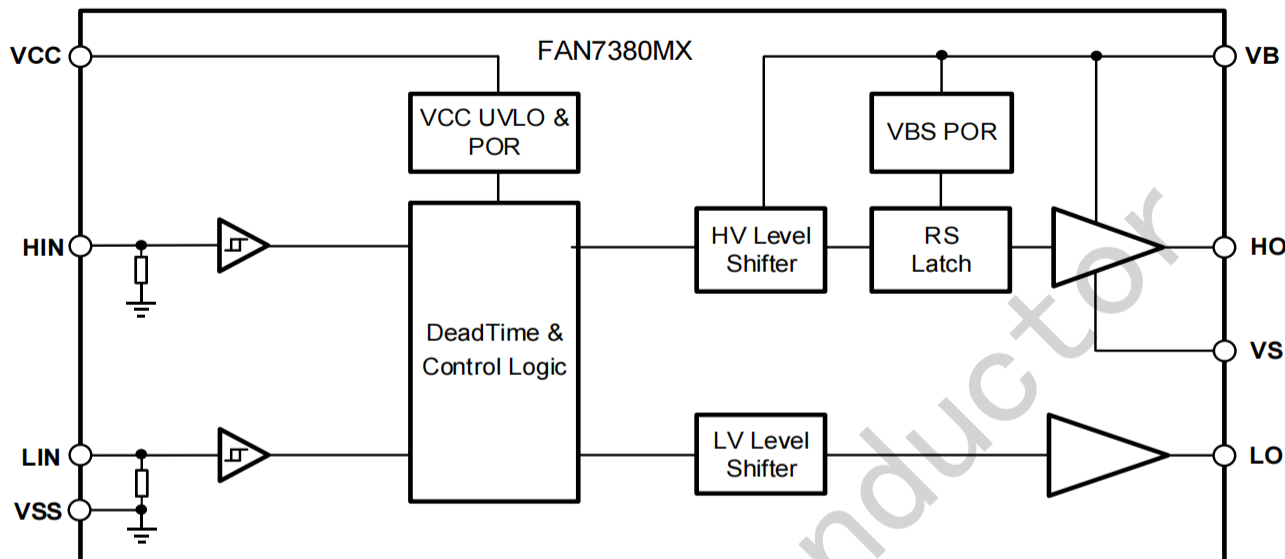 VCC
FAN7380MX
VB
VCC UVLO &
POR
VBS POR
HIN
HV Level
Shifter
RS
Latch
HO
DeadTime &
Control Logic
VS
LIN
LV Level
Shifter
LO
VSS
nductor